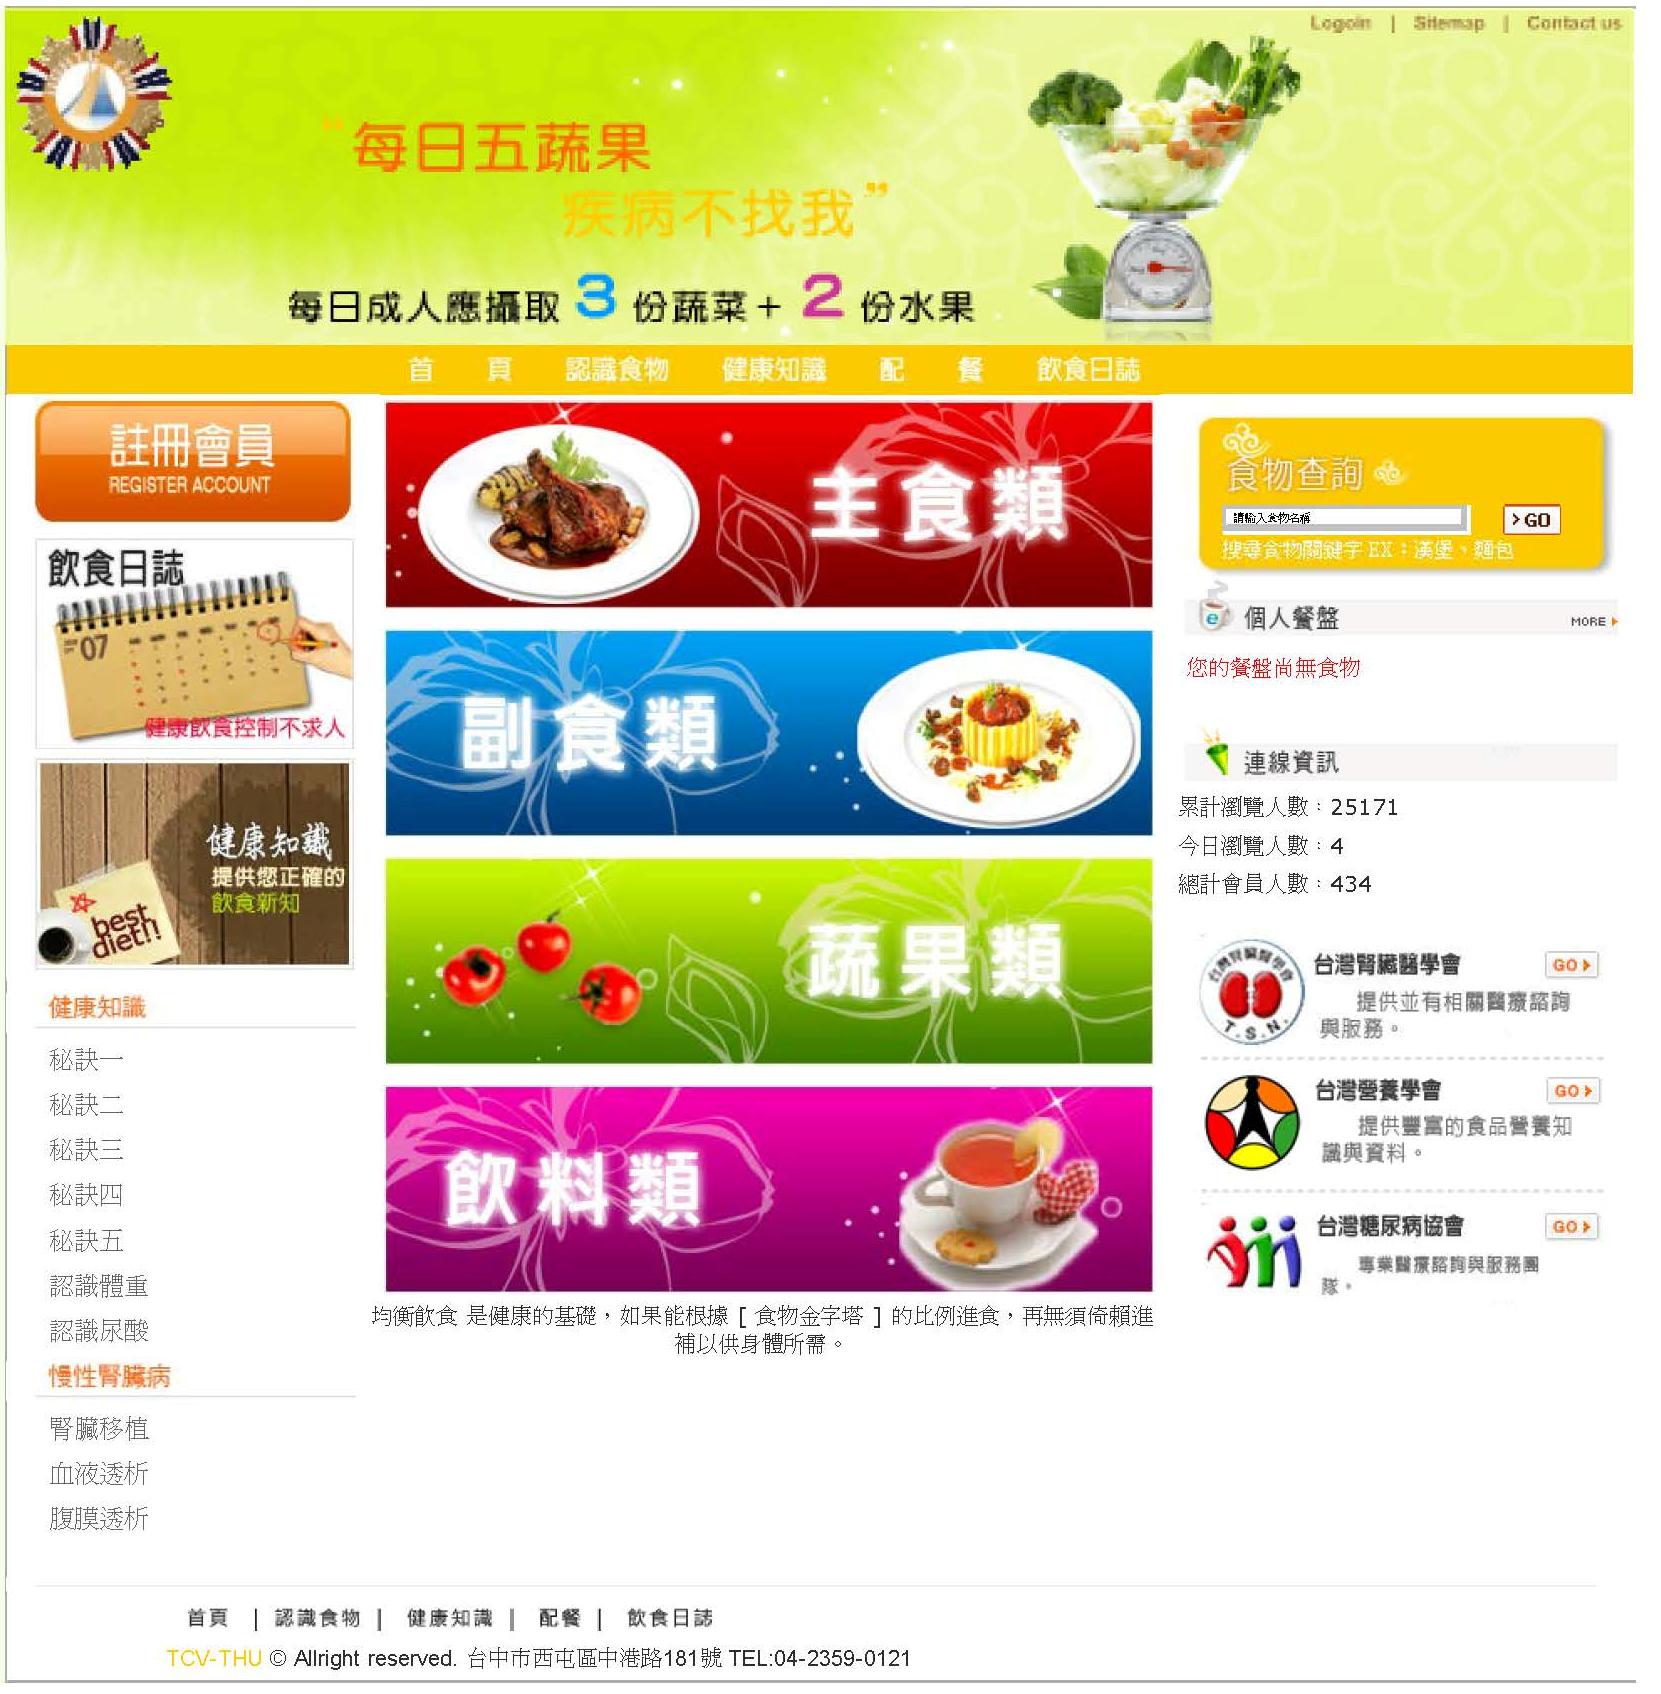 Logoin | Sitemap | Contact us
“每日五蔬果
疾病不找我”
每日成人應攝取 3 份蔬菜+ 2 份水果
首 頁 認識食物 健康知識 配 餐 飲食日誌
註冊會員
REGISTER ACCOUNT
飲食日誌
07
健康飲食控制不求人
健康知識
提供您正確的
飲食新知
best
diet!!
健康知識
秘訣一
秘訣二
秘訣三
秘訣四
秘訣五
認識體重
認識尿酸
慢性腎臟病
腎臟移植
血液透析
腹膜透析
主食類
副食類
蔬果類
飲料類
均衡飲食 是健康的基礎，如果能根據 [ 食物金字塔 ] 的比例進食，再無須倚賴進
補以供身體所需。
食物查詢
請輸入食物名稱
>GO
搜尋食物關鍵字 EX：漢堡、麵包
個人餐盤
MORE
您的餐盤尚無食物
連線資訊
累計瀏覽人數：25171
今日瀏覽人數：4
總計會員人數：434
台灣腎臟醫學會
T.S.N.
台灣腎臟醫學會 GO
提供並有相關醫療諮詢
與服務。
台灣營養學會 GO
提供豐富的食品營養知
識與資料。
台灣糖尿病協會 GO
專業醫療諮詢與服務團
隊。
首頁 | 認識食物 | 健康知識 | 配餐 | 飲食日誌
TCV-THU © Allright reserved. 台中市西屯區中港路181號 TEL:04-2359-0121